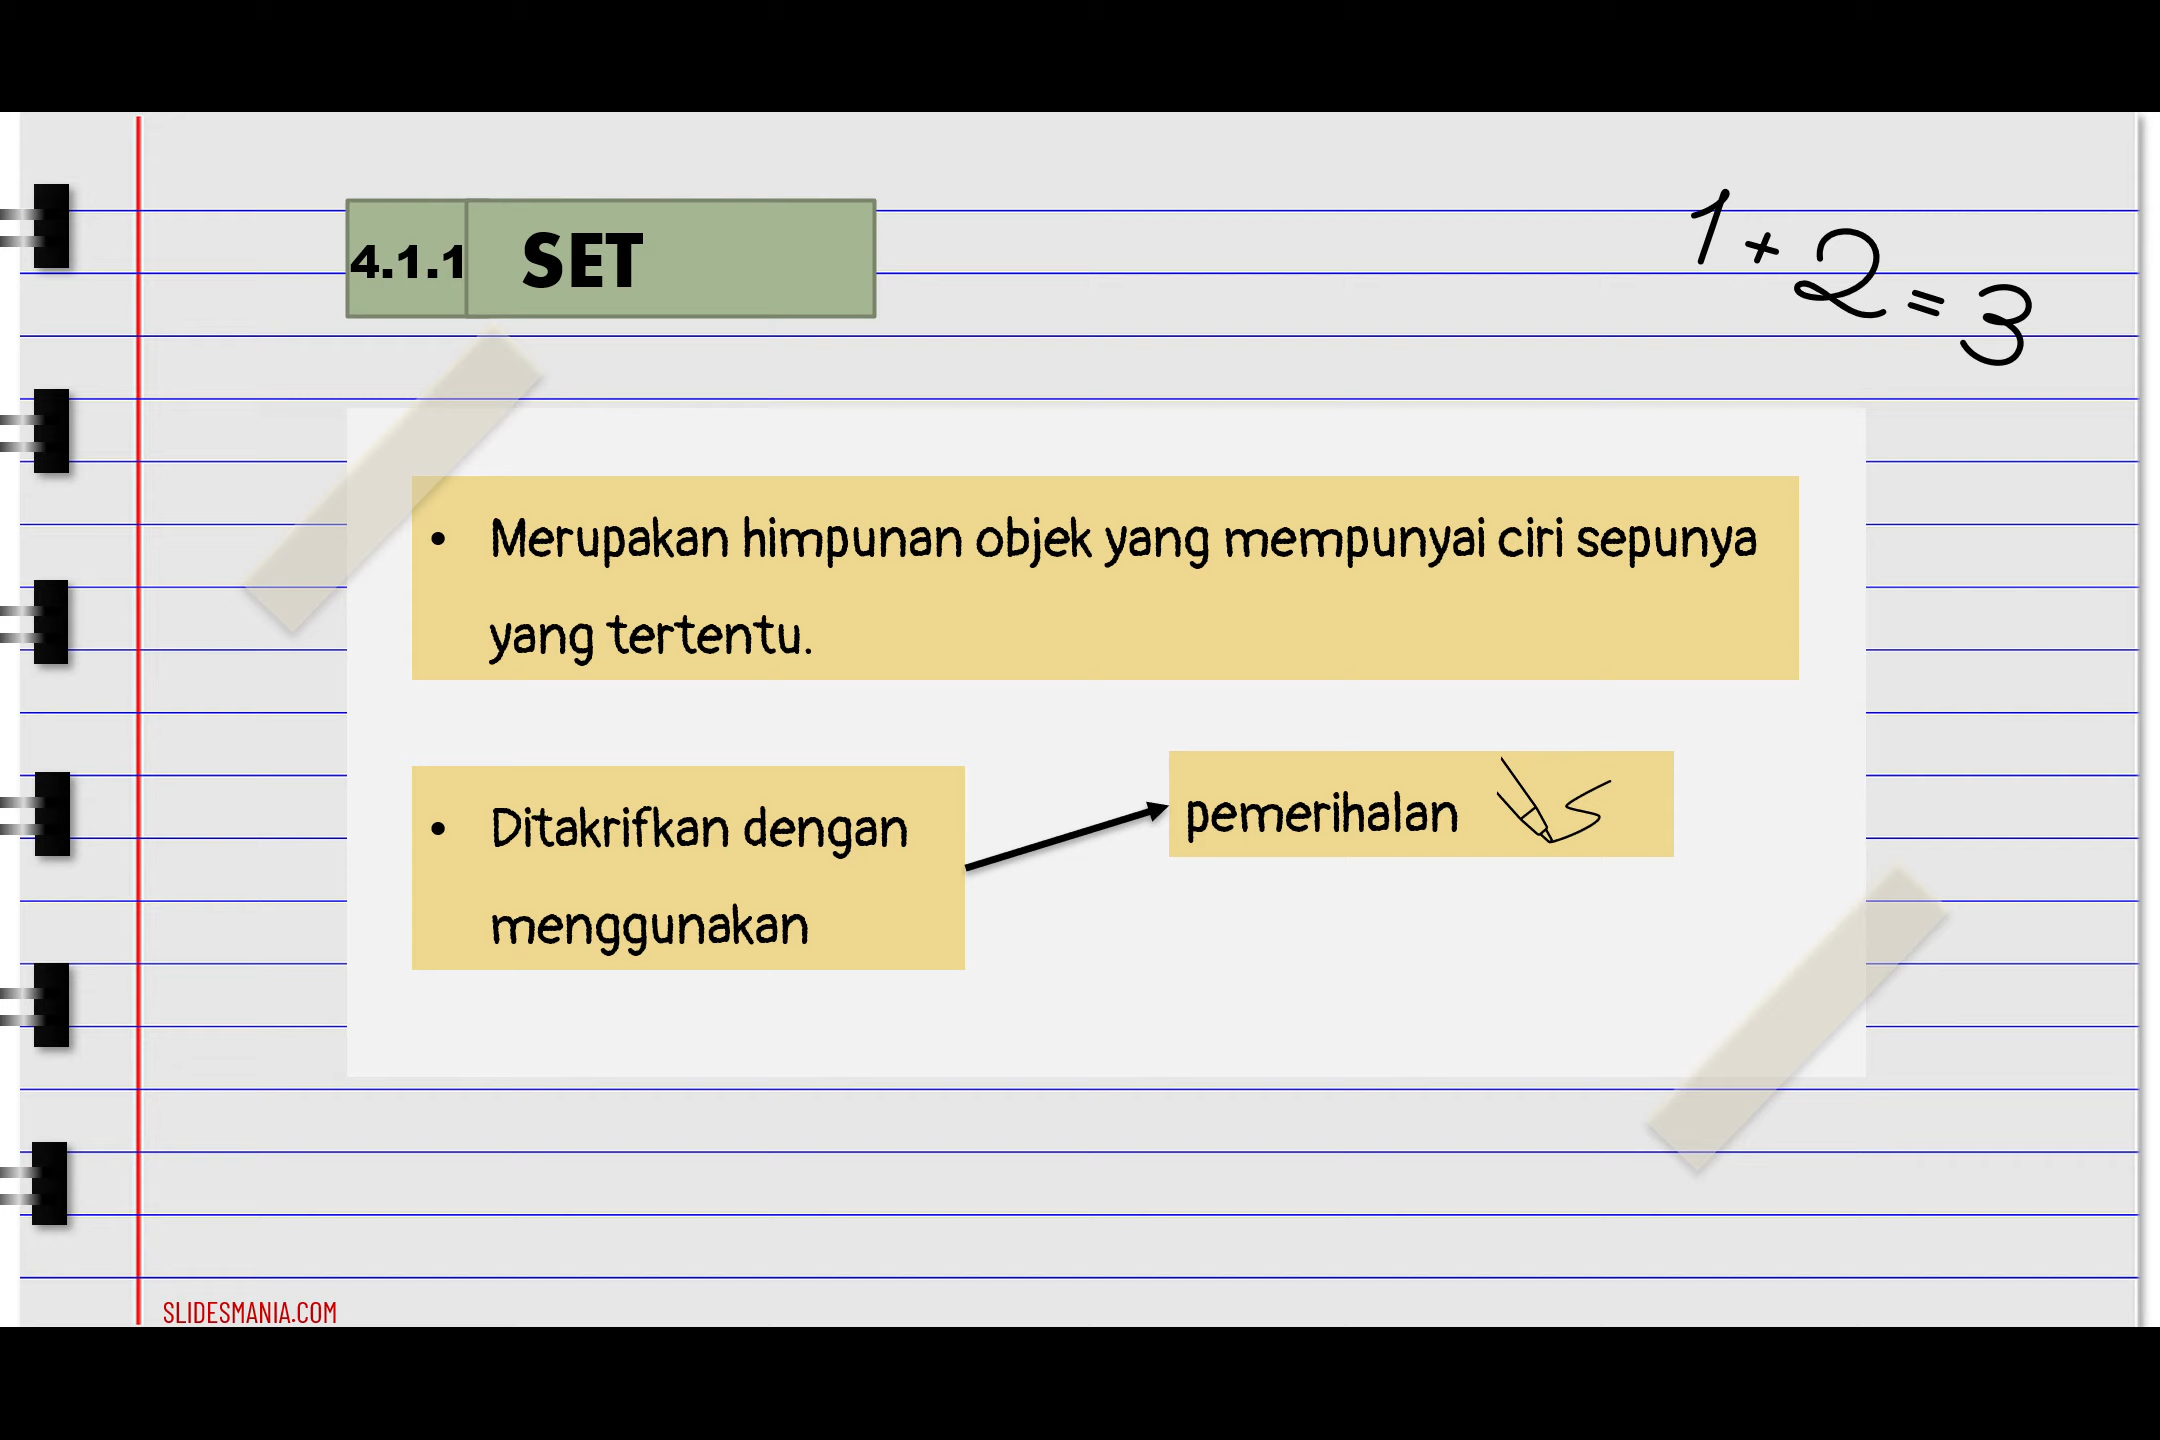 4.1.1 SET
1 + 2 = 3
• Merupakan himpunan objek yang mempunyai ciri sepunya
yang tertentu.
• Ditakrifkan dengan
menggunakan
pemerihalan
SLIDESMANIA.COM